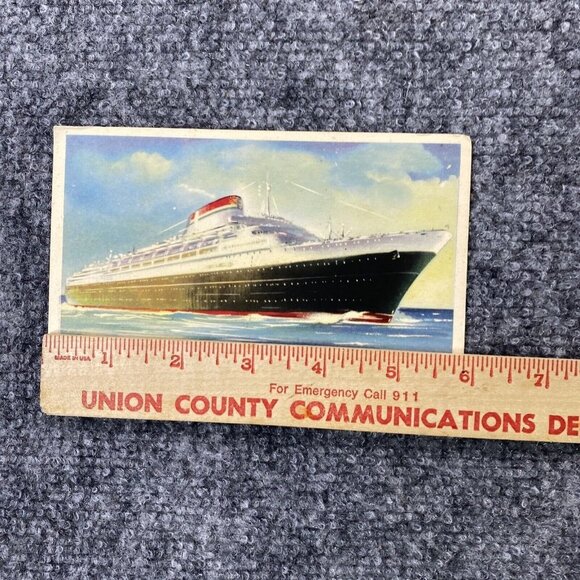 MADE IN USA 1 2 3 4 5 6 7
For Emergency Call 911
UNION COUNTY COMMUNICATIONS DE